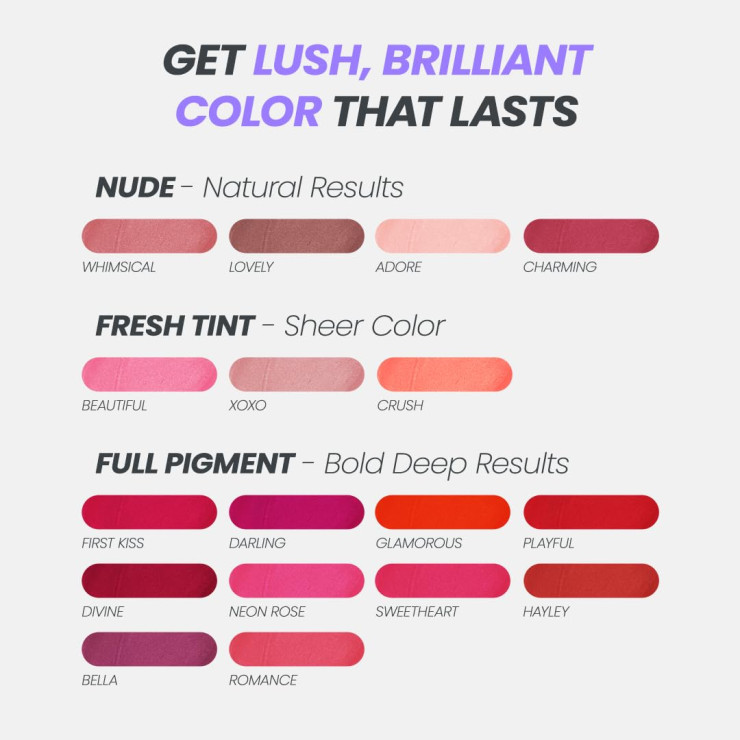 GET LUSH, BRILLIANT
COLOR THAT LASTS
NUDE - Natural Results
WHIMSICAL LOVELY ADORE CHARMING
FRESH TINT - Sheer Color
BEAUTIFUL XOXO CRUSH
FULL PIGMENT - Bold Deep Results
FIRST KISS DARLING GLAMOROUS PLAYFUL
DIVINE NEON ROSE SWEETHEART HAYLEY
BELLA ROMANCE